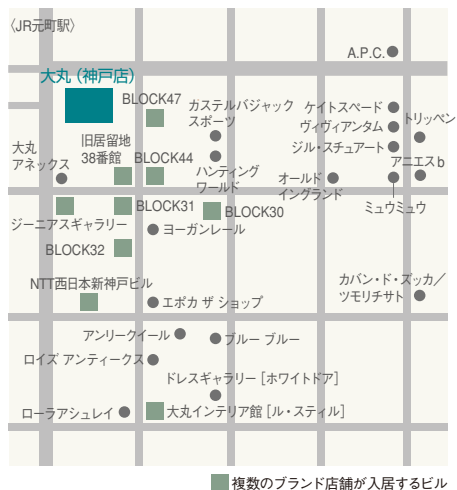 〈JR元町駅〉
A.P.C.
大丸（神戸店）
BLOCK47
ガステルバジャック
スポーツ
ケイトスペード
トリッペン
ヴィヴィアンタム
旧居留地
38番館
大丸
アネックス
BLOCK44
ジル・スチュアート
アニエスb
ハンティング
ワールド
オールド
イングランド
ミュウミュウ
BLOCK31
BLOCK30
ジーニアスギャラリー
ヨーガンレール
BLOCK32
NTT西日本新神戸ビル
カバン・ド・ズッカ／
ツモリチサト
エポカ ザ ショップ
アンリークイール
ブルー ブルー
ロイズ アンティークス
ドレスギャラリー［ホワイトドア］
ローラアシュレイ
大丸インテリア館［ル・スティル］
複数のブランド店舗が入居するビル